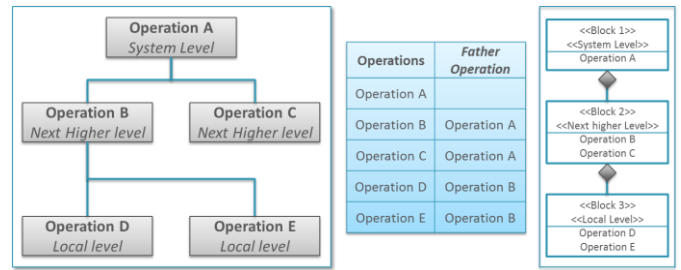 Operation A
System Level
Operation B
Next Higher level
Operation C
Next Higher level
Operation D
Local level
Operation E
Local level
Operations Father Operation
Operation A
Operation B Operation A
Operation C Operation A
Operation D Operation B
Operation E Operation B
<<Block 1>>
<<System Level>>
Operation A
<<Block 2>>
<<Next higher Level>>
Operation B
Operation C
<<Block 3>>
<<Local Level>>
Operation D
Operation E